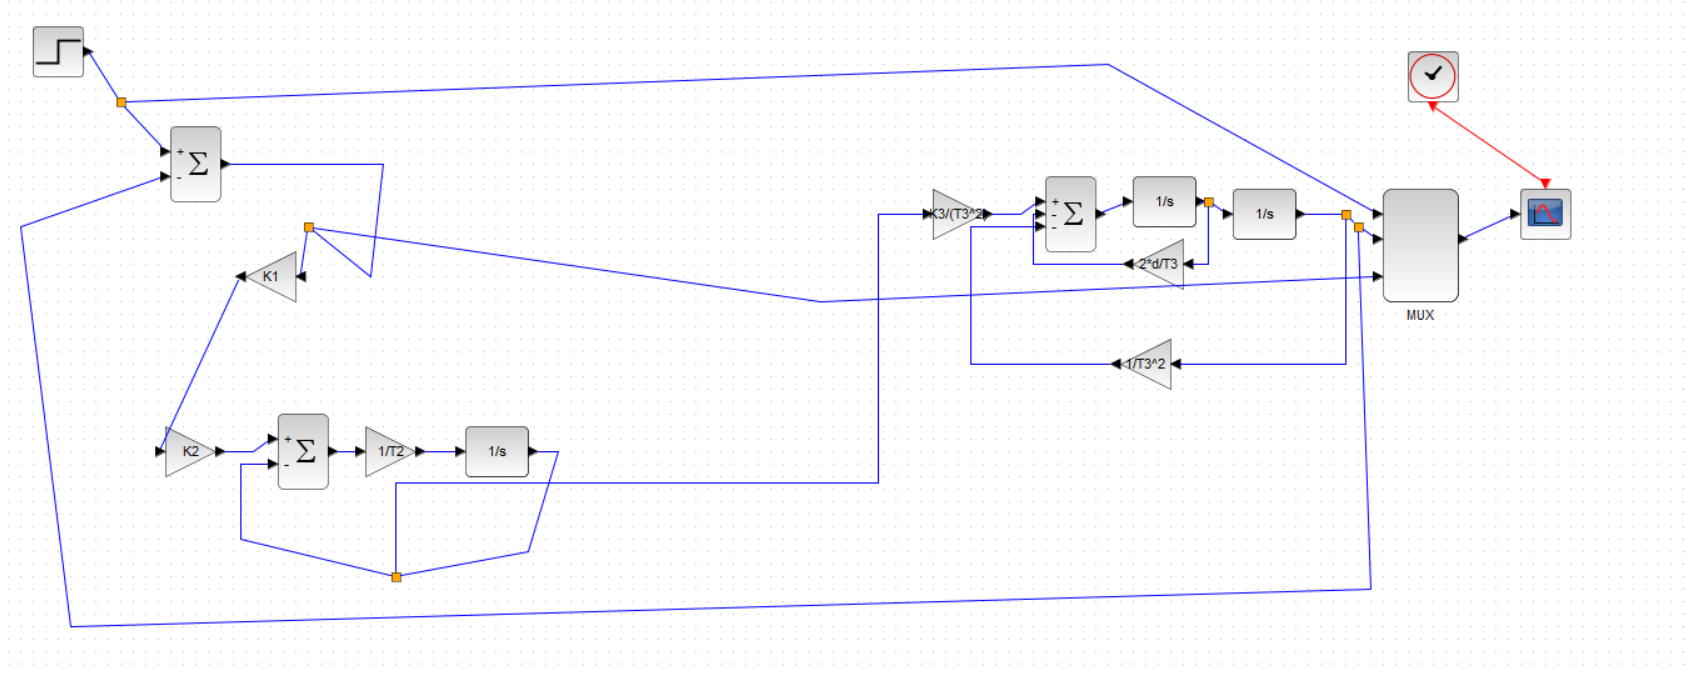 +
Σ
-
K1
K3/(T3^2)
+
-
-
Σ
1/s
1/s
2*d/T3
1/T3^2
MUX
K2
+
-
Σ
1/T2
1/s